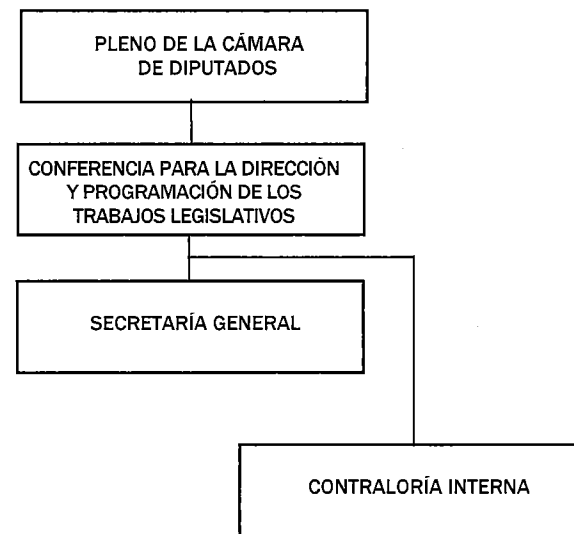 PLENO DE LA CÁMARA
DE DIPUTADOS
CONFERENCIA PARA LA DIRECCIÓN
Y PROGRAMACIÓN DE LOS
TRABAJOS LEGISLATIVOS
SECRETARÍA GENERAL
CONTRALORÍA INTERNA